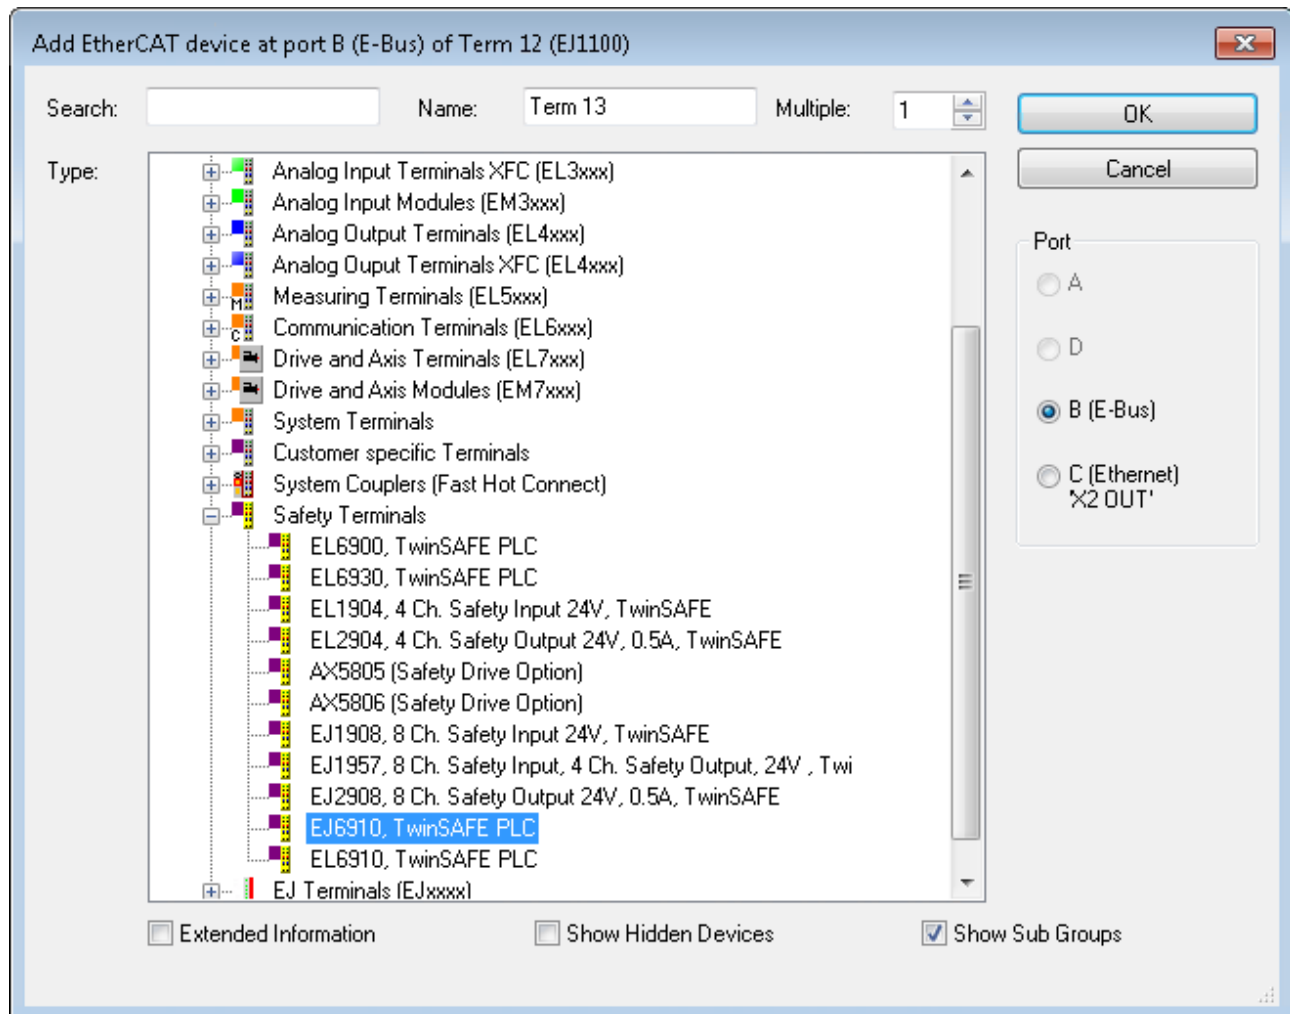 Add EtherCAT device at port B (E-Bus) of Term 12 (EJ1100)
Search: Name: Term 13 Multiple: 1 OK
Cancel
Type:
Analog Input Terminals XFC (EL3xxx)
Analog Input Modules (EM3xxx)
Analog Output Terminals (EL4xxx)
Analog Ouput Terminals XFC (EL4xxx)
Measuring Terminals (EL5xxx)
Communication Terminals (EL6xxx)
Drive and Axis Terminals (EL7xxx)
Drive and Axis Modules (EM7xxx)
System Terminals
Customer specific Terminals
System Couplers (Fast Hot Connect)
Safety Terminals
EL6900, TwinSAFE PLC
EL6930, TwinSAFE PLC
EL1904, 4 Ch. Safety Input 24V, TwinSAFE
EL2904, 4 Ch. Safety Output 24V, 0.5A, TwinSAFE
AX5805 (Safety Drive Option)
AX5806 (Safety Drive Option)
EJ1908, 8 Ch. Safety Input 24V, TwinSAFE
EJ1957, 8 Ch. Safety Input, 4 Ch. Safety Output, 24V , Twi
EJ2908, 8 Ch. Safety Output 24V, 0.5A, TwinSAFE
EJ6910, TwinSAFE PLC
EL6910, TwinSAFE PLC
EJ Terminals (EJxxxx)
Port
A
D
B (E-Bus)
C (Ethernet)
'X2 OUT'
Extended Information Show Hidden Devices Show Sub Groups